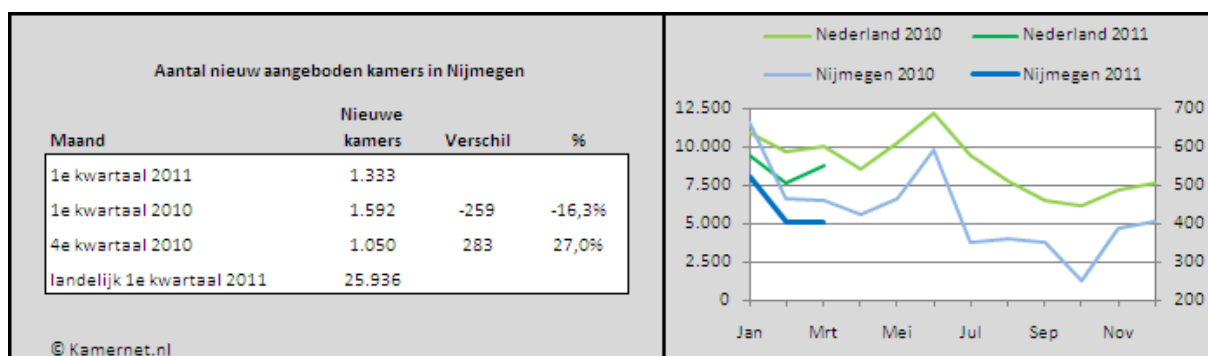 Aantal nieuw aangeboden kamers in Nijmegen
Nieuwe
Maand kamers Verschil %
1e kwartaal 2011 1.333
1e kwartaal 2010 1.592 -259 -16,3%
4e kwartaal 2010 1.050 283 27,0%
landelijk 1e kwartaal 2011 25.936
© Kamernet.nl
Nederland 2010 Nederland 2011
Nijmegen 2010 Nijmegen 2011
12.500 700
10.000 600
7.500 500
5.000 400
2.500 300
0 200
Jan Mrt Mei Jul Sep Nov